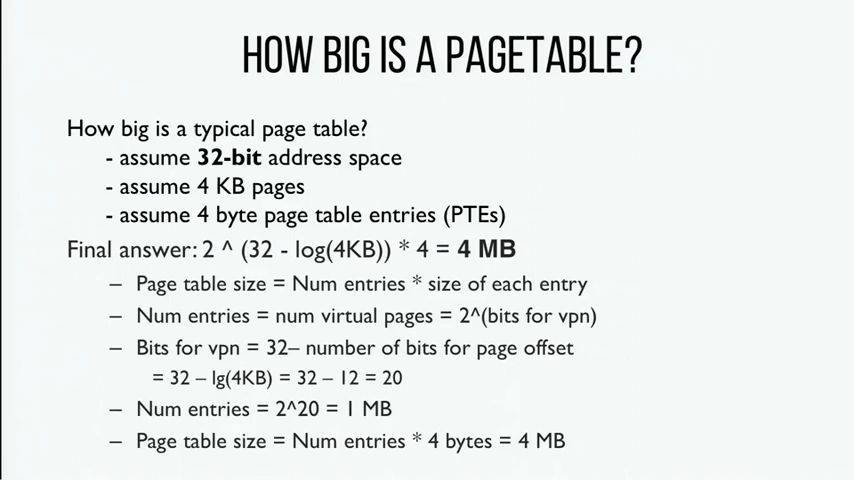 HOW BIG IS A PAGETABLE?
How big is a typical page table?
- assume 32-bit address space
- assume 4 KB pages
- assume 4 byte page table entries (PTEs)
Final answer: 2 ^ (32 - log(4KB)) * 4 = 4 MB
– Page table size = Num entries * size of each entry
– Num entries = num virtual pages = 2^(bits for vpn)
– Bits for vpn = 32– number of bits for page offset
= 32 – lg(4KB) = 32 – 12 = 20
– Num entries = 2^20 = 1 MB
– Page table size = Num entries * 4 bytes = 4 MB